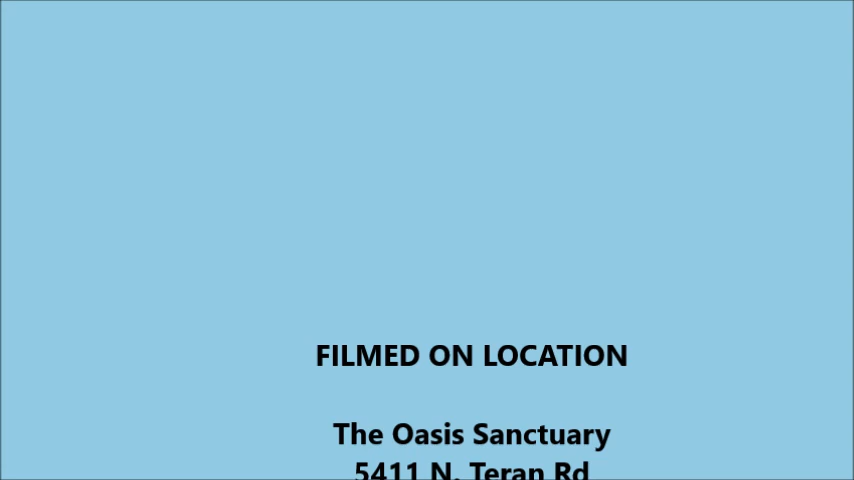 FILMED ON LOCATION
The Oasis Sanctuary
5411 N. Teran Rd